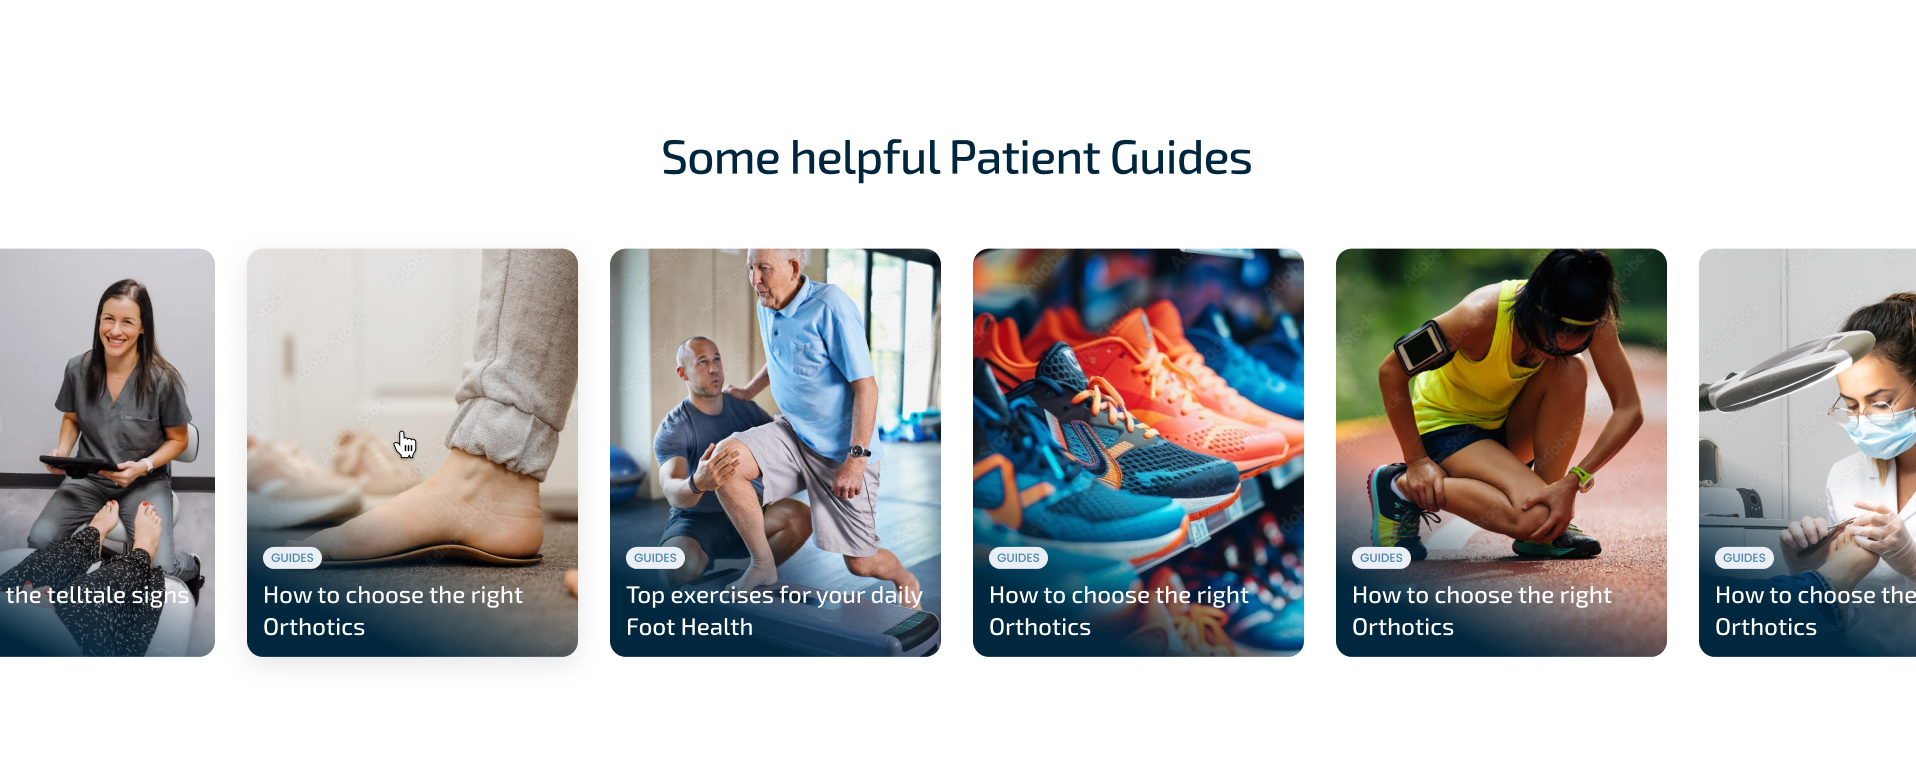 Some helpful Patient Guides
the telltale signs
GUIDES
How to choose the right
Orthotics
GUIDES
Top exercises for your daily
Foot Health
GUIDES
How to choose the right
Orthotics
GUIDES
How to choose the right
Orthotics
GUIDES
How to choose the
Orthotics